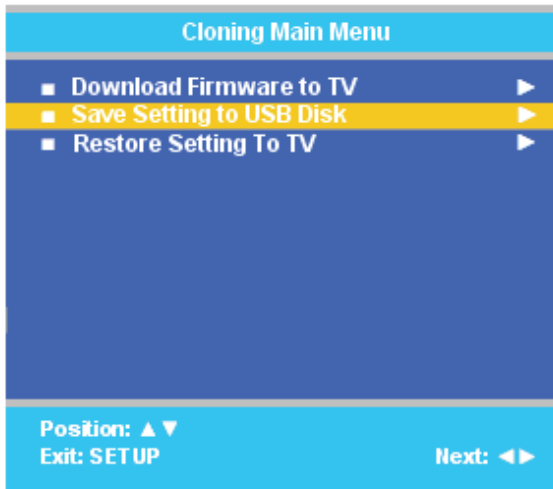 Cloning Main Menu
■ Download Firmware to TV ▶
■ Save Setting to USB Disk ▶
■ Restore Setting To TV ▶
Position: ▲▼
Exit: SETUP Next: ◀▶